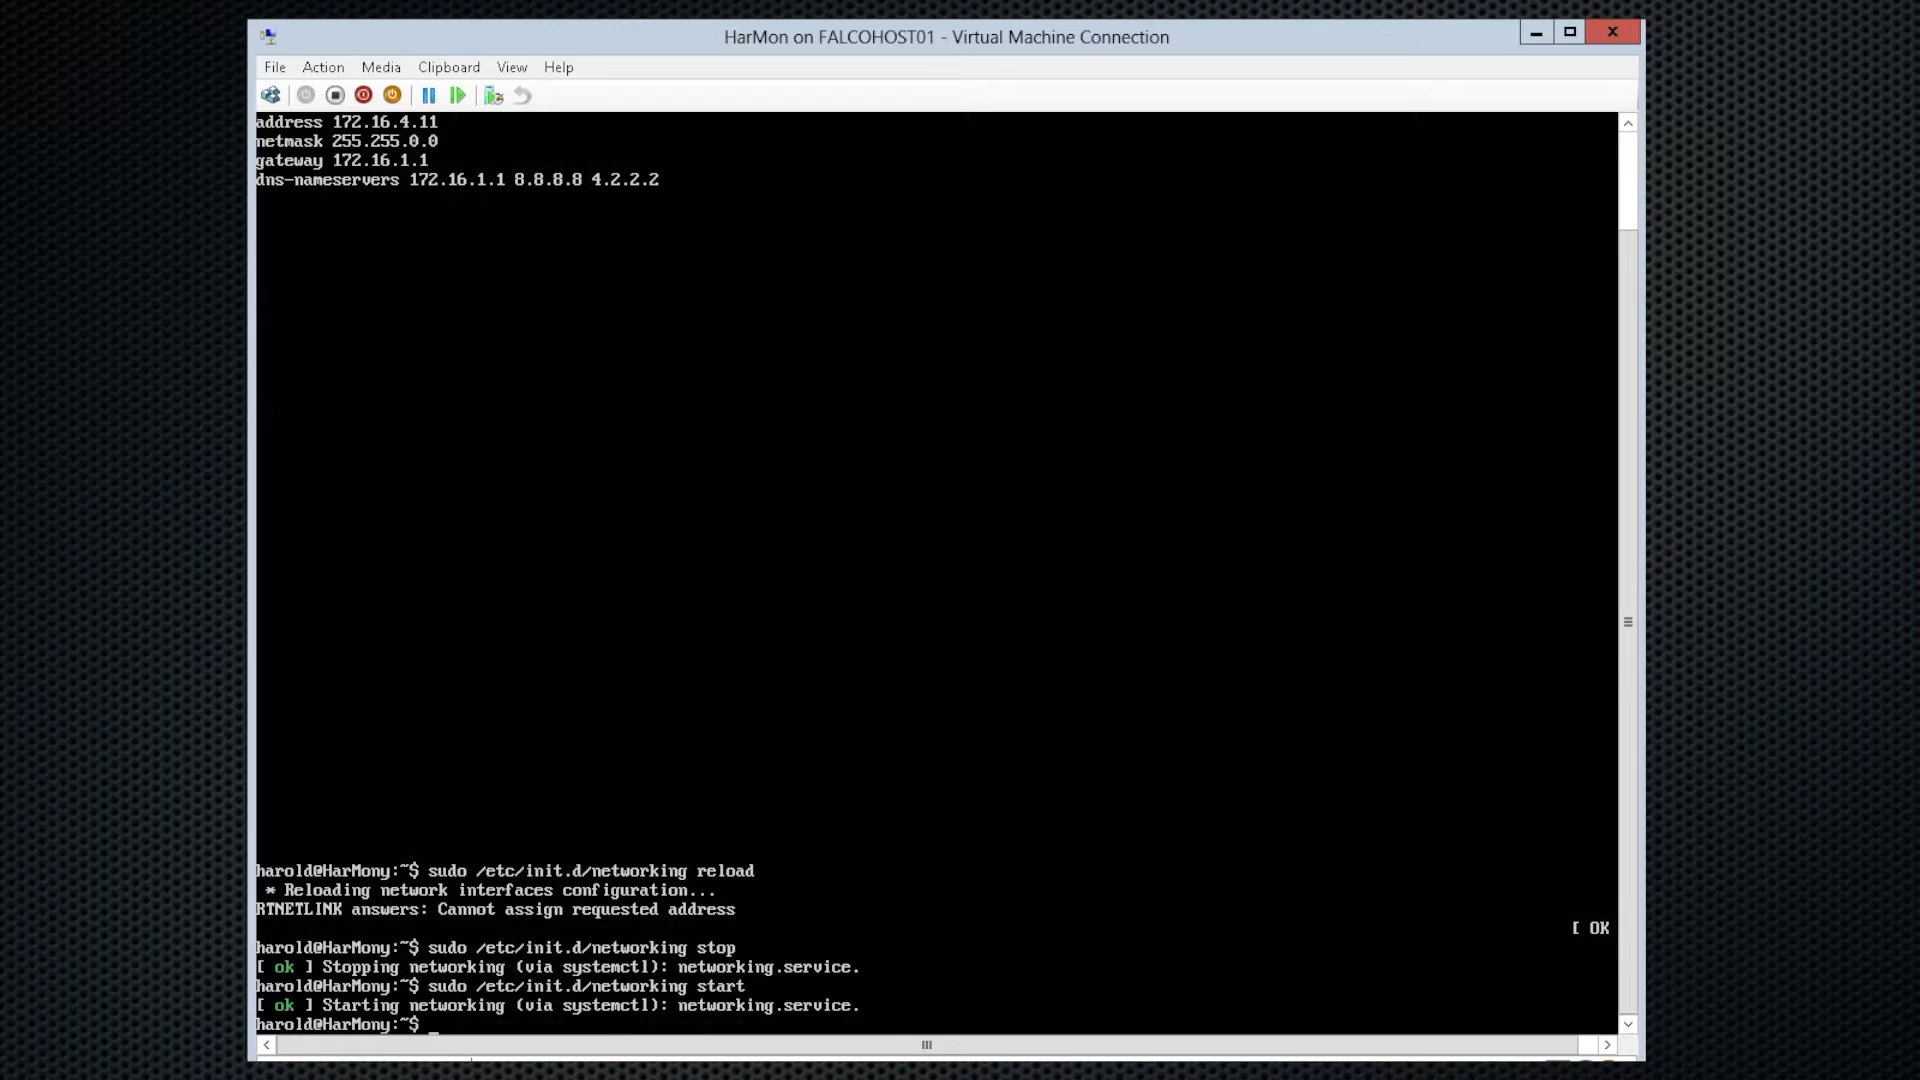 HarMon on FALCOHOST01 - Virtual Machine Connection
File Action Media Clipboard View Help
address 172.16.4.11
netmask 255.255.0.0
gateway 172.16.1.1
dns-nameservers 172.16.1.1 8.8.8.8 4.2.2.2
harold@HarMony:~$ sudo /etc/init.d/networking reload
* Reloading network interfaces configuration...
RTNETLINK answers: Cannot assign requested address
[ OK
harold@HarMony:~$ sudo /etc/init.d/networking stop
[ ok ] Stopping networking (via systemctl): networking.service.
harold@HarMony:~$ sudo /etc/init.d/networking start
[ ok ] Starting networking (via systemctl): networking.service.
harold@HarMony:~$ _